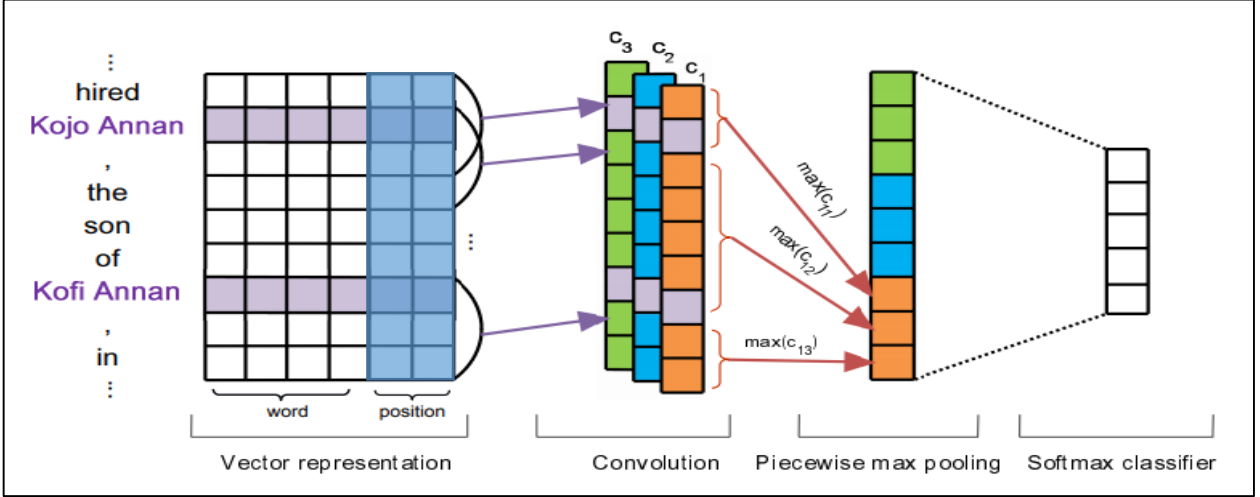 ⋮
hired
Kojo Annan
,
the
son
of
Kofi Annan
,
in
⋮
...
word
position
c3
c2
c1
max(c11)
max(c12)
max(c13)
Vector representation
Convolution
Piecewise max pooling
Softmax classifier